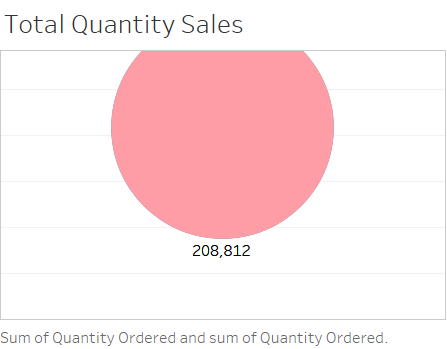 Total Quantity Sales
208,812
Sum of Quantity Ordered and sum of Quantity Ordered.